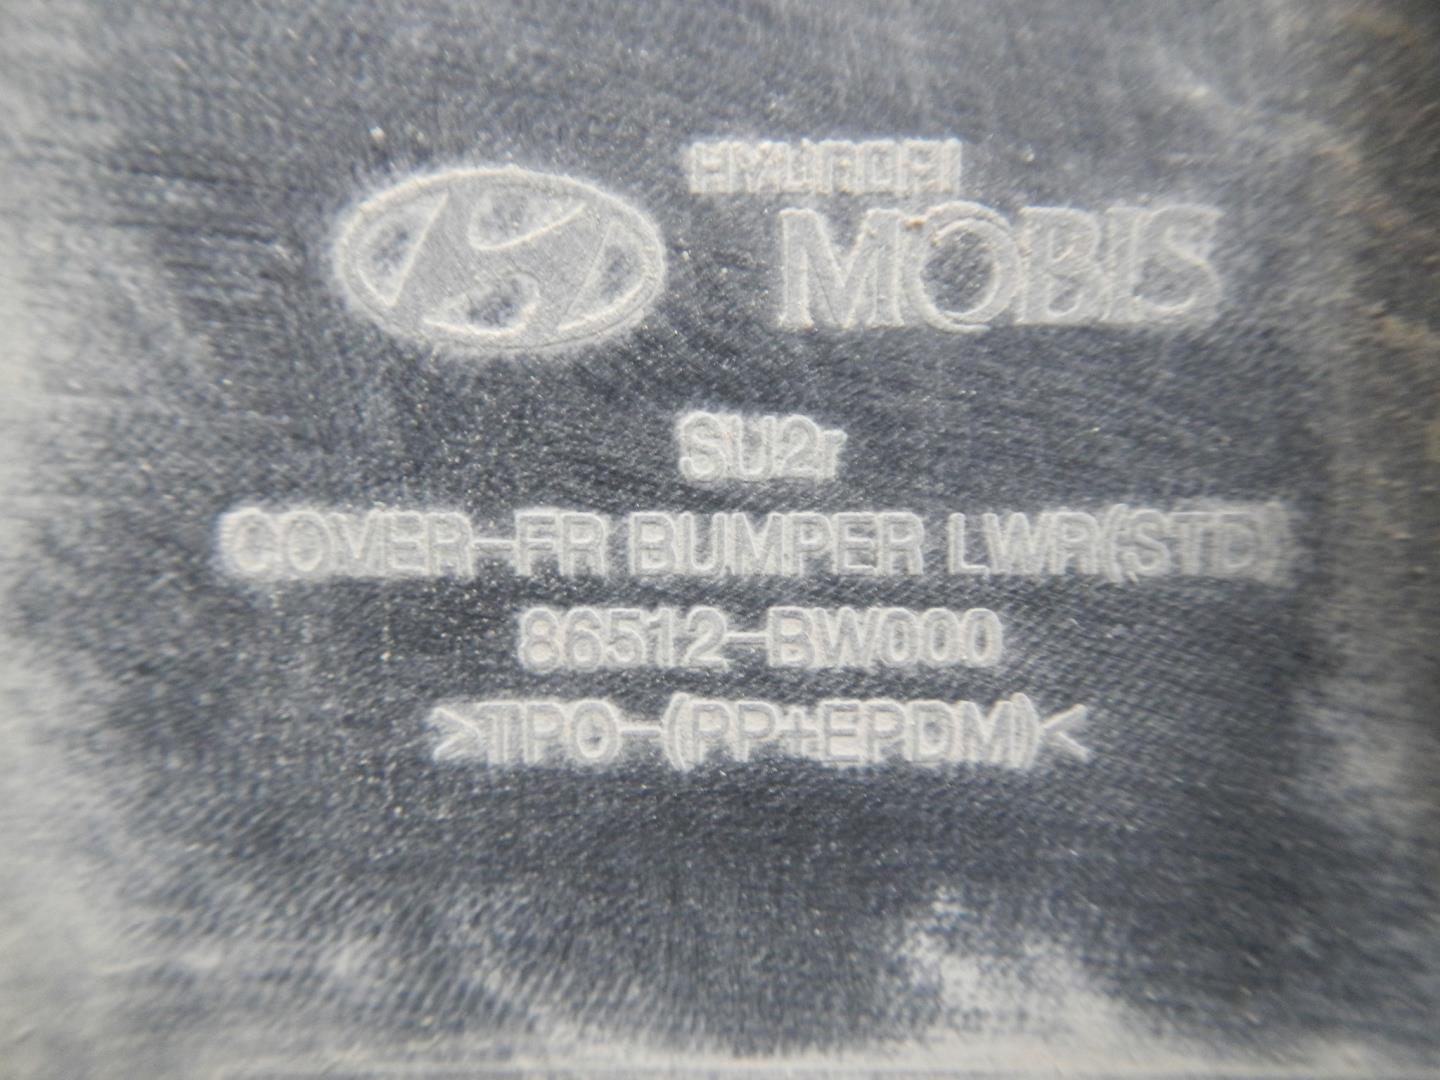 HYUNDAI
MOBIS
SU2r
COVER-FR BUMPER LWR(STD)
86512-BW000
>TPO-(PP+EPDM)<